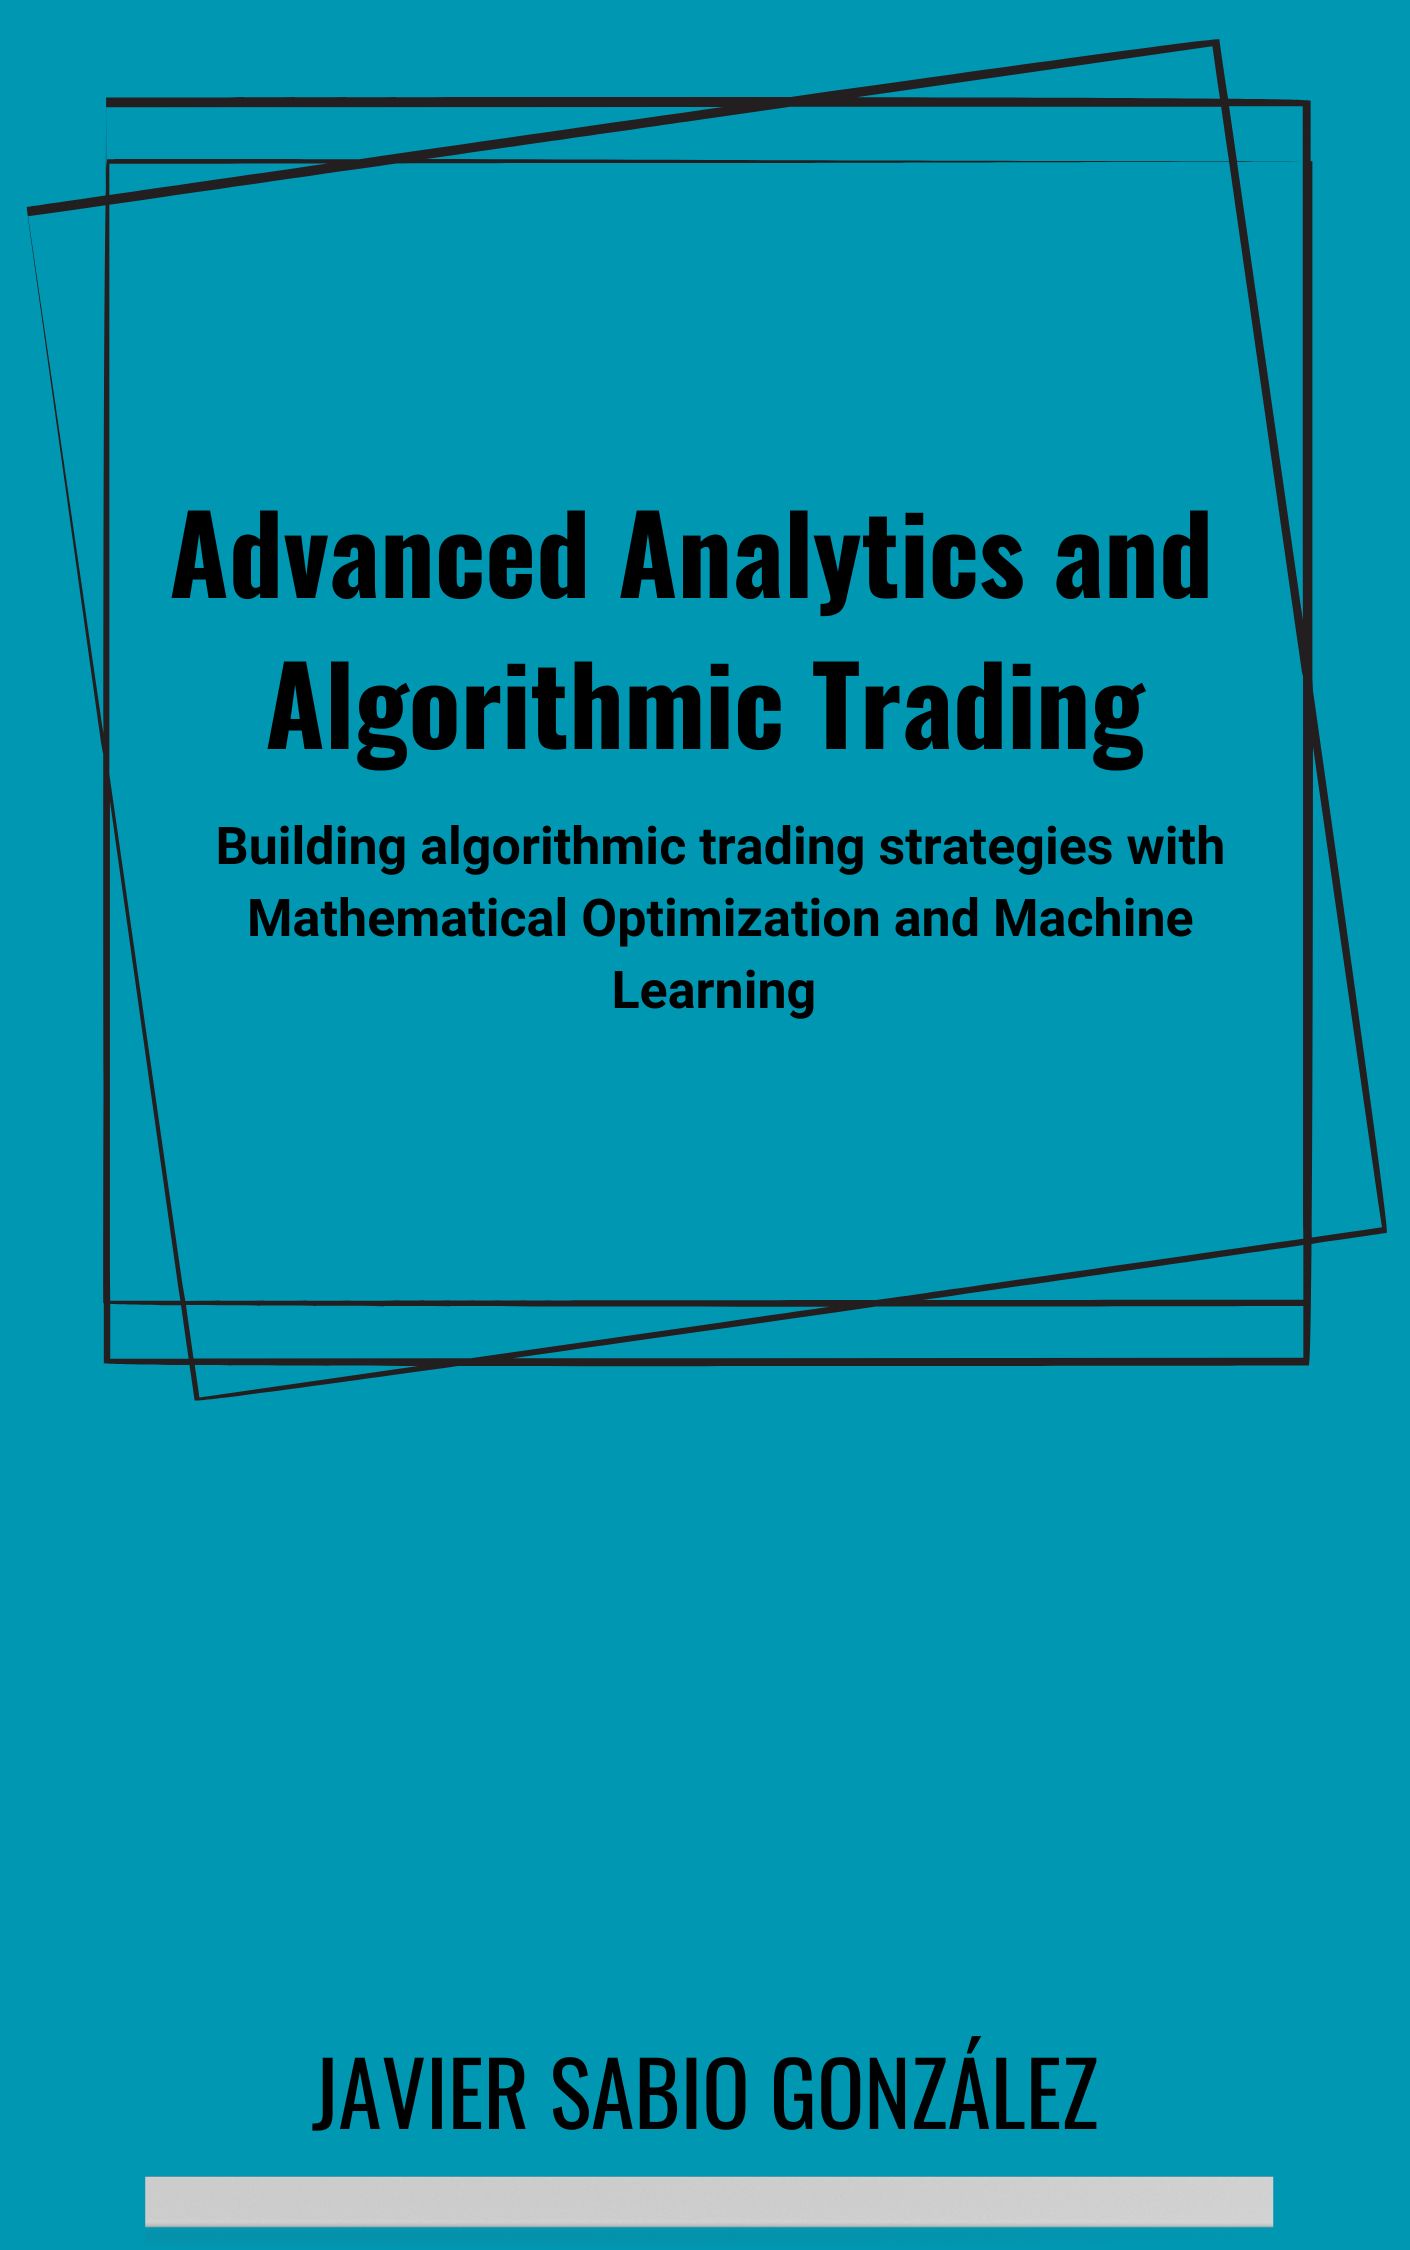 Advanced Analytics and
Algorithmic Trading
Building algorithmic trading strategies with
Mathematical Optimization and Machine
Learning
JAVIER SABIO GONZÁLEZ